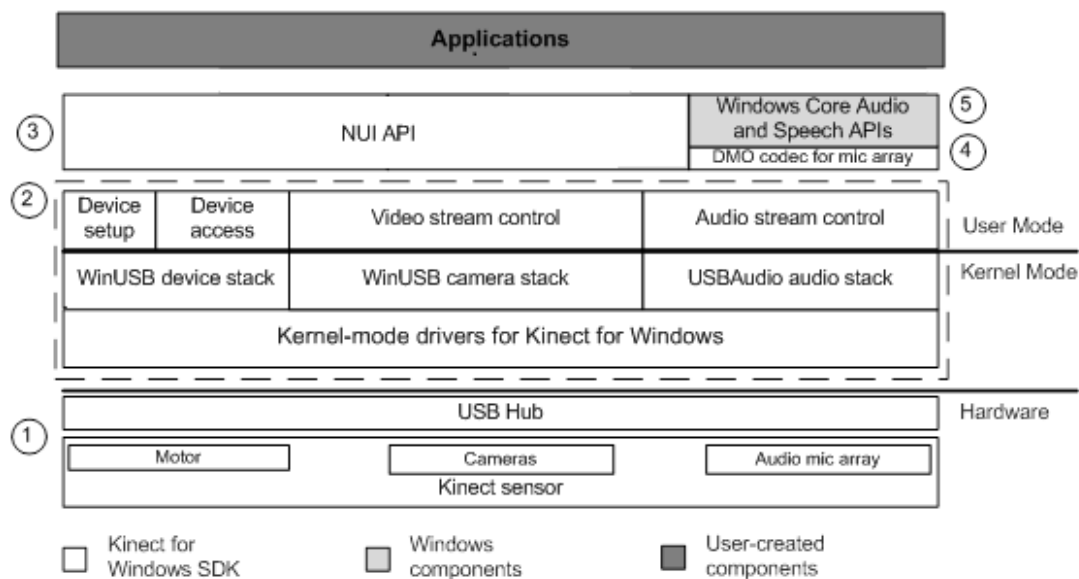 Applications
3
NUI API
Windows Core Audio
and Speech APIs
5
DMO codec for mic array
4
2
Device
setup
Device
access
Video stream control
Audio stream control
User Mode
WinUSB device stack
WinUSB camera stack
USBAudio audio stack
Kernel Mode
Kernel-mode drivers for Kinect for Windows
USB Hub
Hardware
1
Motor
Cameras
Audio mic array
Kinect sensor
Kinect for
Windows SDK
Windows
components
User-created
components